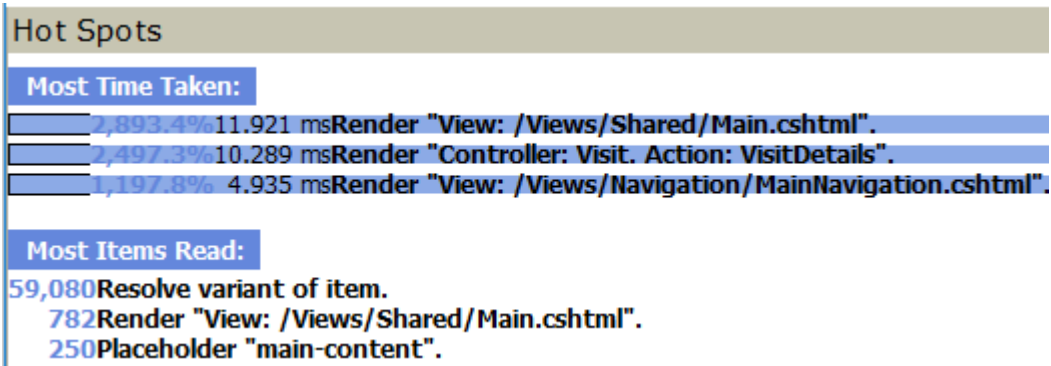 Hot Spots
Most Time Taken:
2,893.4% 11.921 ms Render "View: /Views/Shared/Main.cshtml".
2,497.3% 10.289 ms Render "Controller: Visit. Action: VisitDetails".
1,197.8% 4.935 ms Render "View: /Views/Navigation/MainNavigation.cshtml".
Most Items Read:
59,080 Resolve variant of item.
782 Render "View: /Views/Shared/Main.cshtml".
250 Placeholder "main-content".